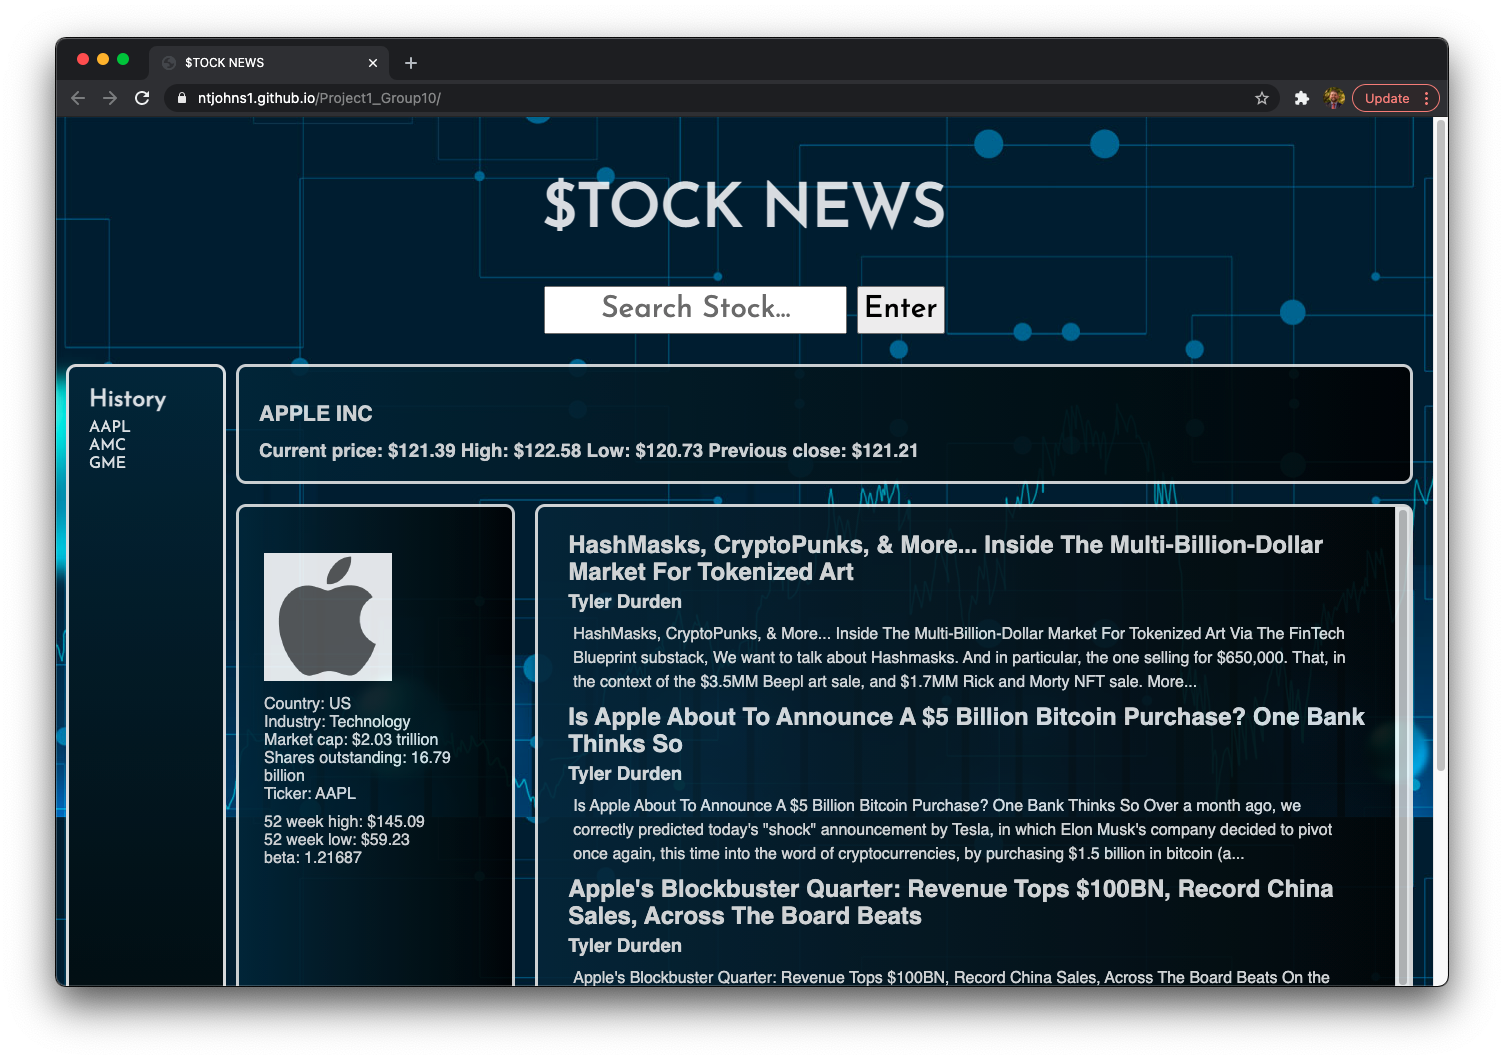 $TOCK NEWS
ntjohns1.github.io/Project1_Group10/
Update
$TOCK NEWS
Search Stock...
Enter
History
AAPL
AMC
GME
APPLE INC
Current price: $121.39 High: $122.58 Low: $120.73 Previous close: $121.21
Country: US
Industry: Technology
Market cap: $2.03 trillion
Shares outstanding: 16.79
billion
Ticker: AAPL
52 week high: $145.09
52 week low: $59.23
beta: 1.21687
HashMasks, CryptoPunks, & More... Inside The Multi-Billion-Dollar
Market For Tokenized Art
Tyler Durden
HashMasks, CryptoPunks, & More... Inside The Multi-Billion-Dollar Market For Tokenized Art Via The FinTech
Blueprint substack, We want to talk about Hashmasks. And in particular, the one selling for $650,000. That, in
the context of the $3.5MM Beepl art sale, and $1.7MM Rick and Morty NFT sale. More...
Is Apple About To Announce A $5 Billion Bitcoin Purchase? One Bank
Thinks So
Tyler Durden
Is Apple About To Announce A $5 Billion Bitcoin Purchase? One Bank Thinks So Over a month ago, we
correctly predicted today's "shock" announcement by Tesla, in which Elon Musk's company decided to pivot
once again, this time into the word of cryptocurrencies, by purchasing $1.5 billion in bitcoin (a...
Apple's Blockbuster Quarter: Revenue Tops $100BN, Record China
Sales, Across The Board Beats
Tyler Durden
Apple's Blockbuster Quarter: Revenue Tops $100BN, Record China Sales, Across The Board Beats On the